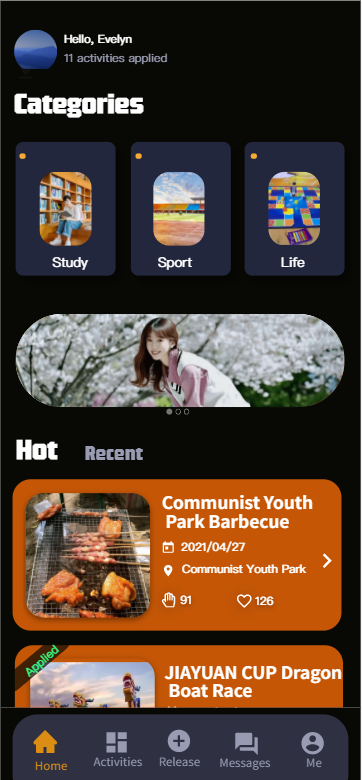 Hello, Evelyn
11 activities applied
Categories
Study Sport Life
Hot Recent
Communist Youth
Park Barbecue
2021/04/27
Communist Youth Park
91 126
Applied
JIAYUAN CUP Dragon
Boat Race
Home Activities Release Messages Me